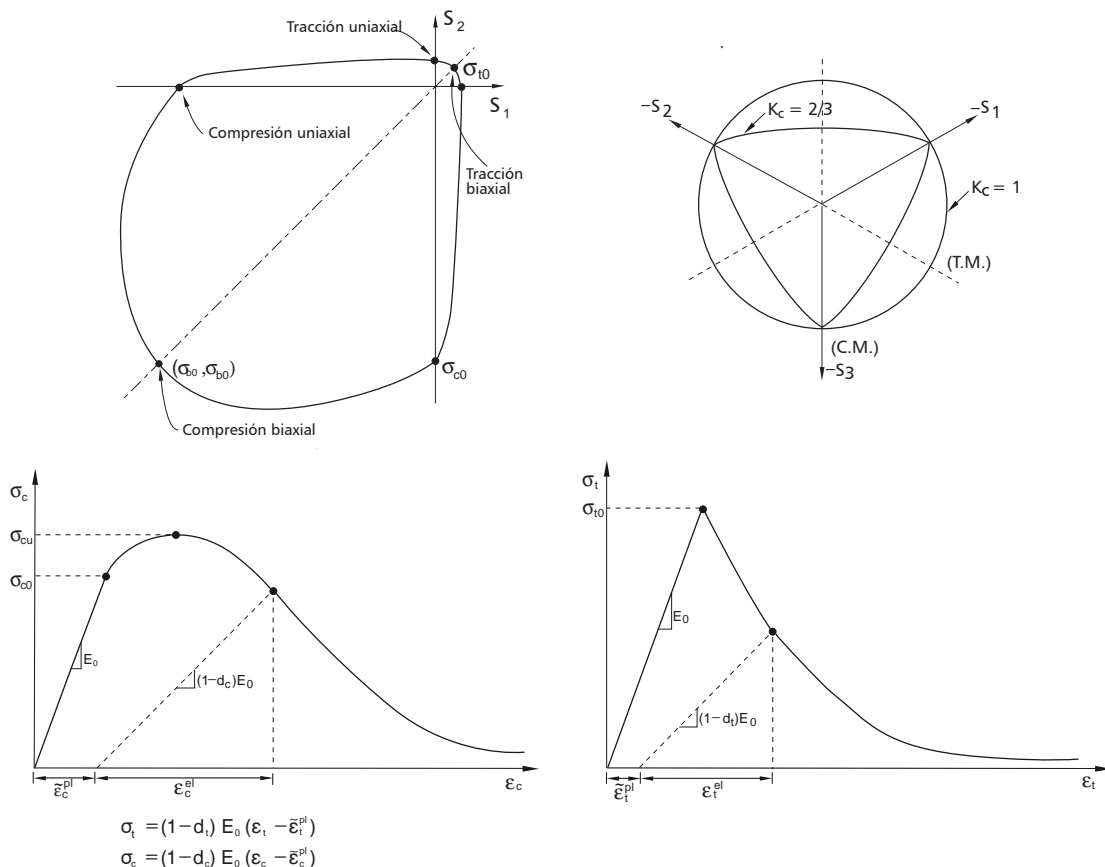 Tracción uniaxial
S₂
σt0
S₁
Compresión uniaxial
Tracción
biaxial
(σb0 ,σb0)
σc0
Compresión biaxial
−S₂
Kc = 2/3
−S₁
Kc = 1
(T.M.)
(C.M.)
−S3
σc
σcu
σc0
E₀
(1−dc)E₀
ε̃c^pl
εc^el
εc
σt
σt0
E₀
(1−dt)E₀
ε̃t^pl
εt^el
εt
σt =(1−dt) E₀ (εt −ε̃t^pl)
σc =(1−dc) E₀ (εc −ε̃c^pl)